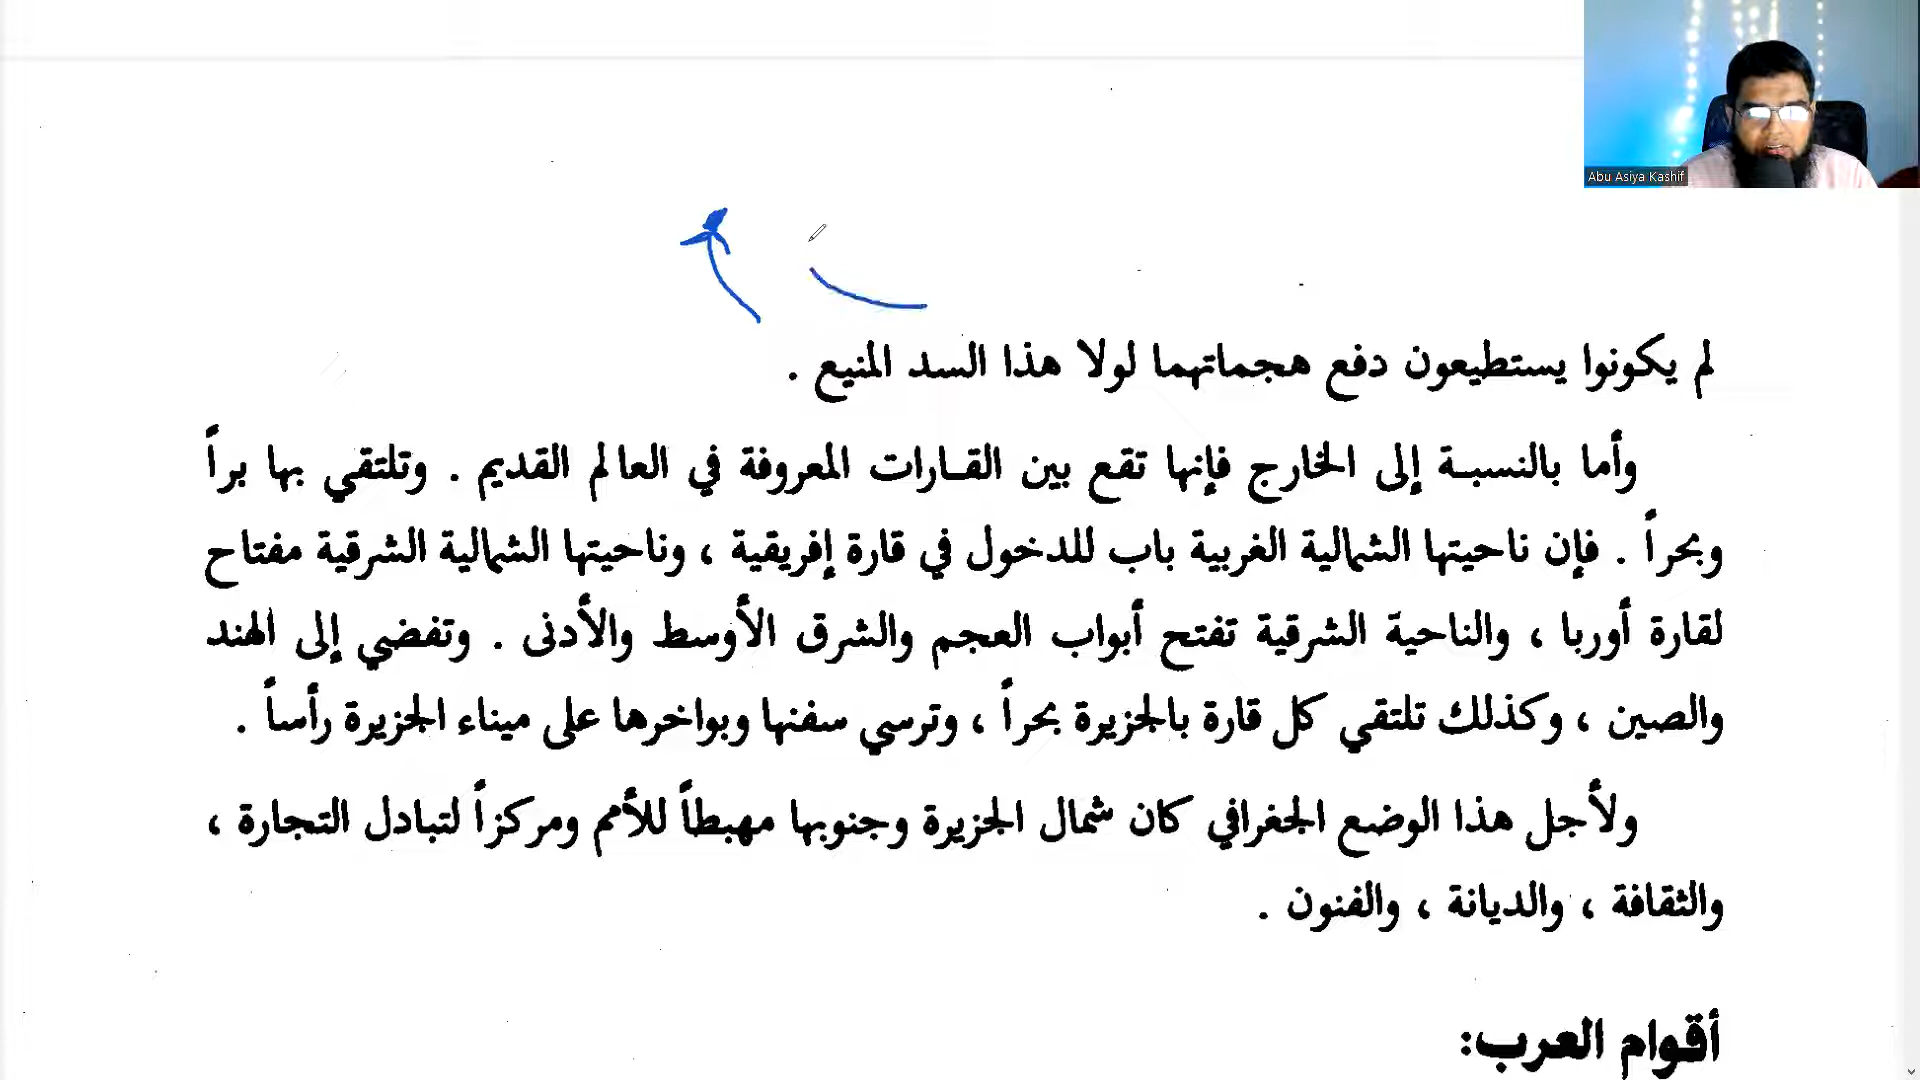 Abu Asiya Kashif
لم يكونوا يستطيعون دفع هجماتهما لولا هذا السد المنيع .
وأما بالنسبة إلى الخارج فإنها تقع بين القارات المعروفة في العالم القديم . وتلتقي بها براً
وبحراً . فإن ناحيتها الشمالية الغربية باب للدخول في قارة إفريقية ، وناحيتها الشمالية الشرقية مفتاح
لقارة أوربا ، والناحية الشرقية تفتح أبواب العجم والشرق الأوسط والأدنى . وتفضي إلى الهند
والصين ، وكذلك تلتقي كل قارة بالجزيرة بحراً ، وترسي سفنها وبواخرها على ميناء الجزيرة رأساً .
ولأجل هذا الوضع الجغرافي كان شمال الجزيرة وجنوبها مهبطاً للأمم ومركزاً لتبادل التجارة ،
والثقافة ، والديانة ، والفنون .
أقوام العرب: